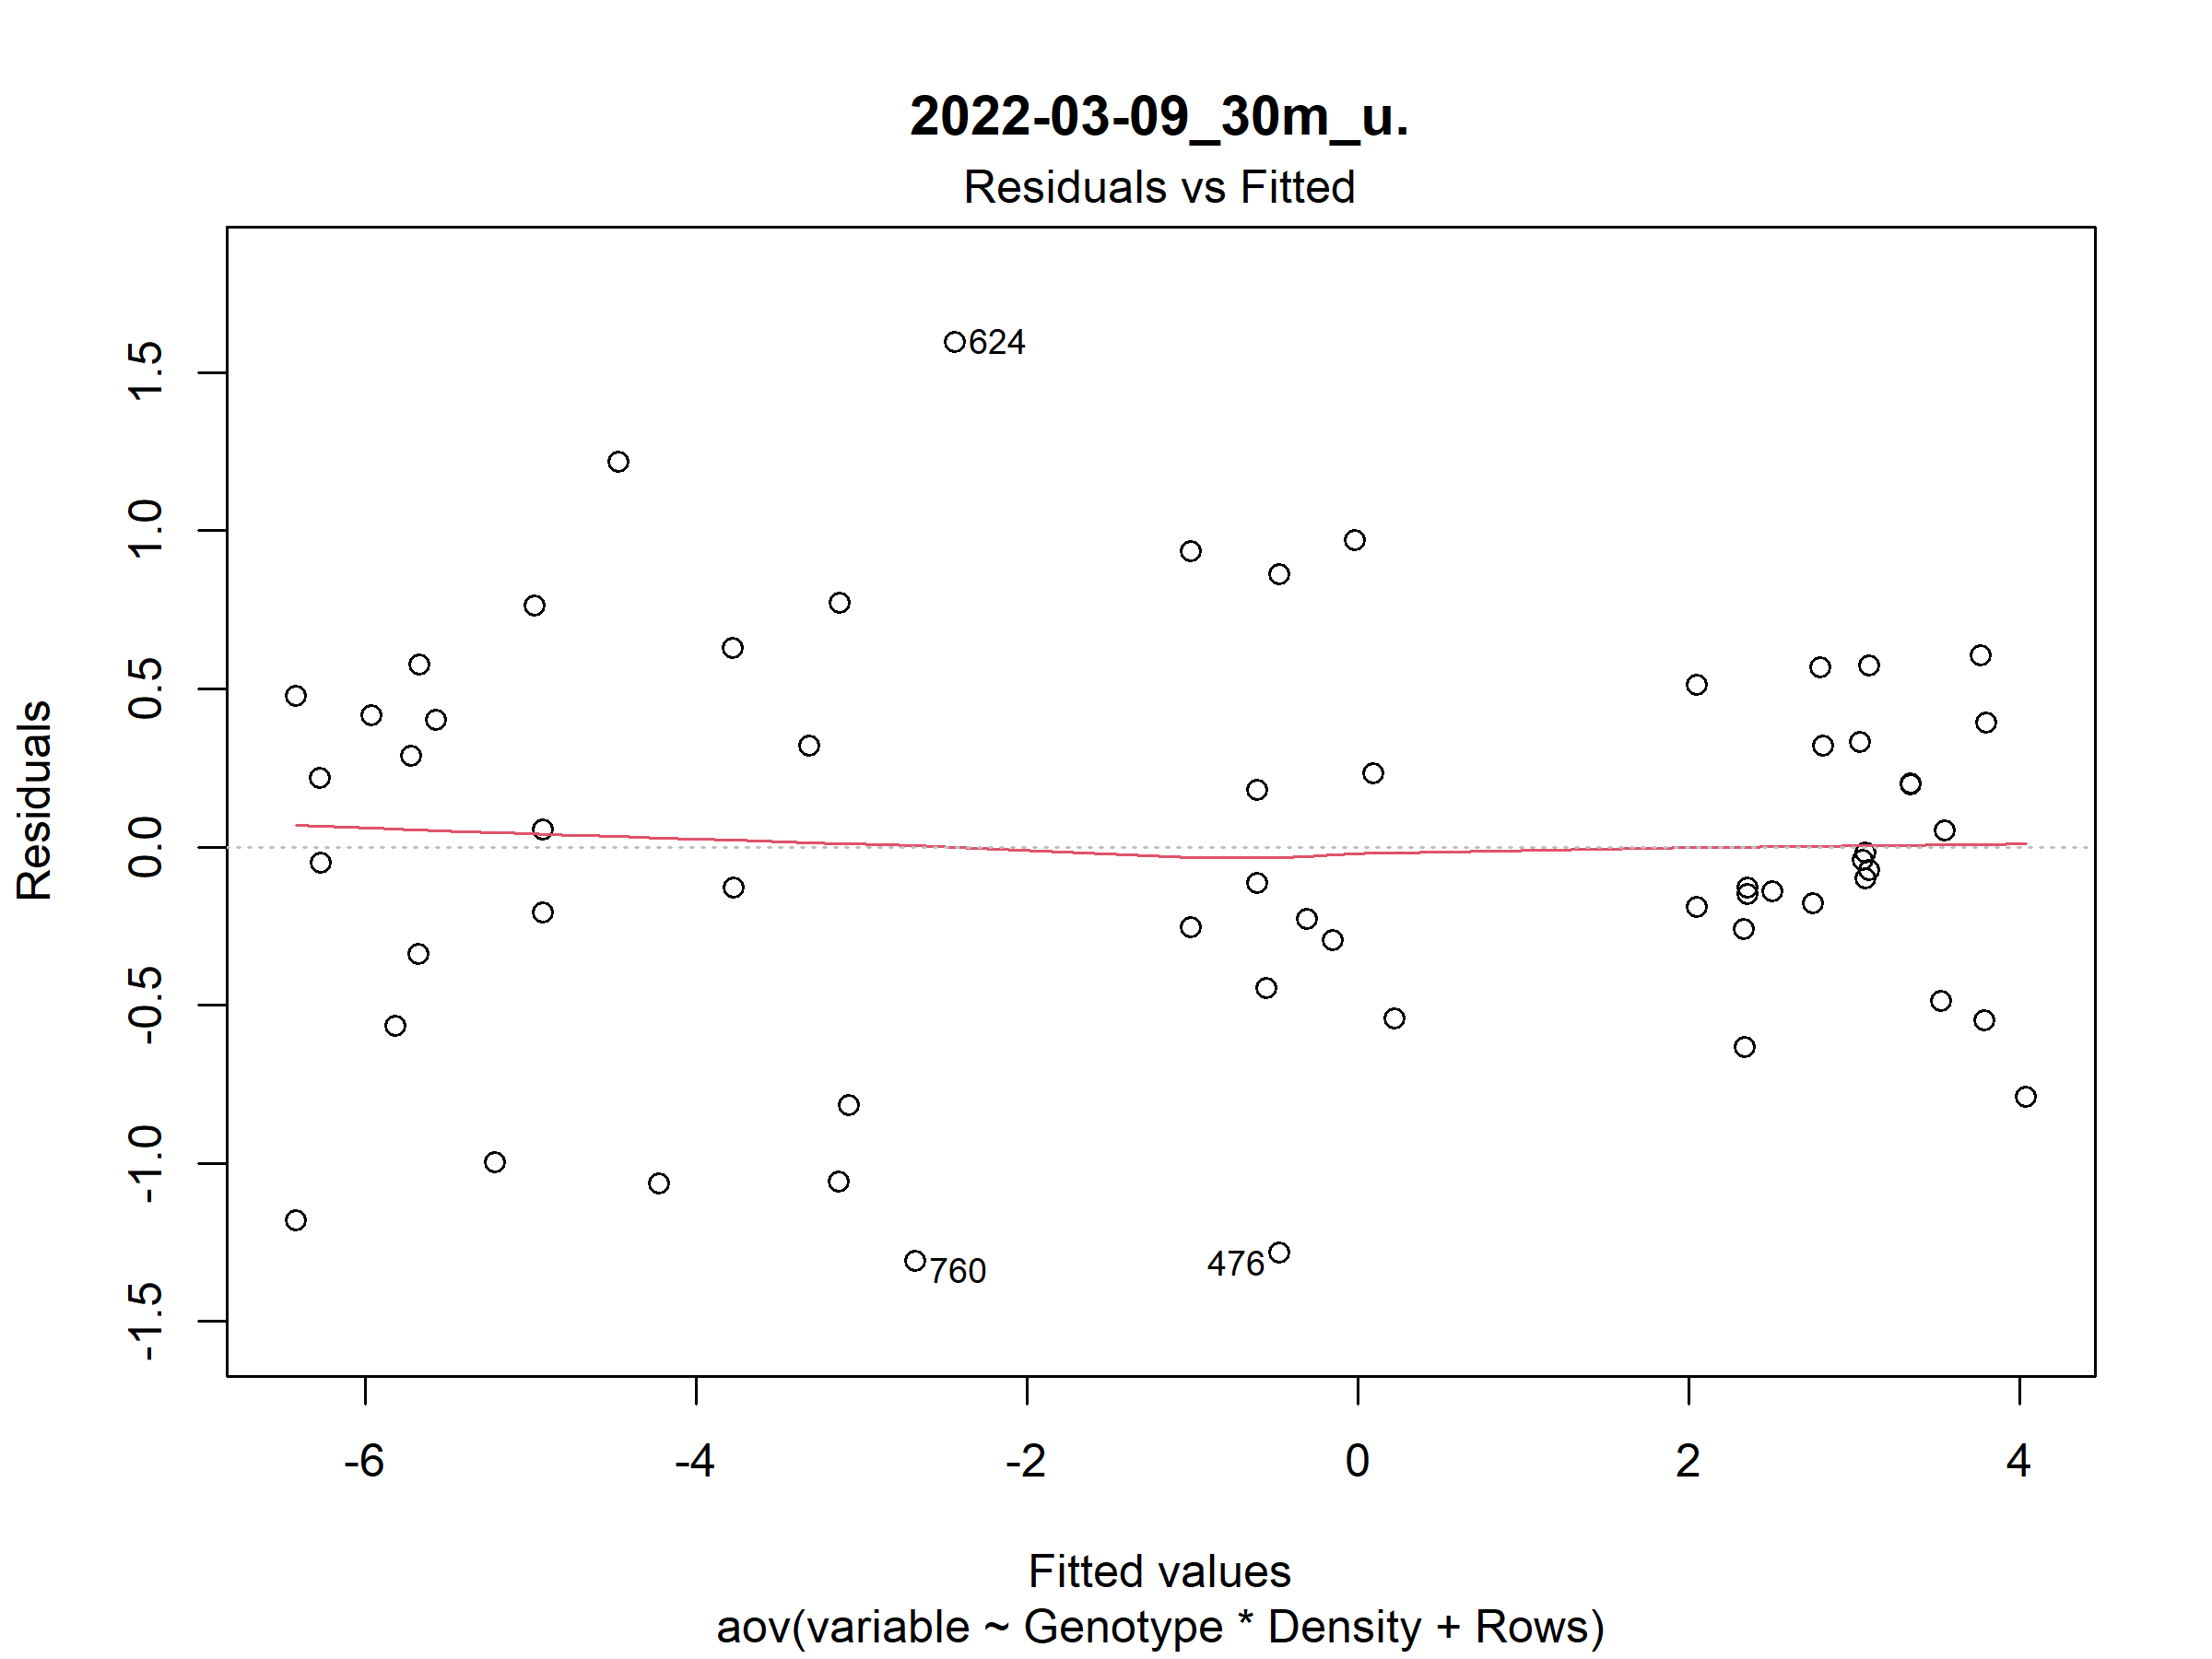 2022-03-09_30m_u.
Residuals vs Fitted
Residuals
1.5
1.0
0.5
0.0
-0.5
-1.0
-1.5
624
760
476
-6 -4 -2 0 2 4
Fitted values
aov(variable ~ Genotype * Density + Rows)